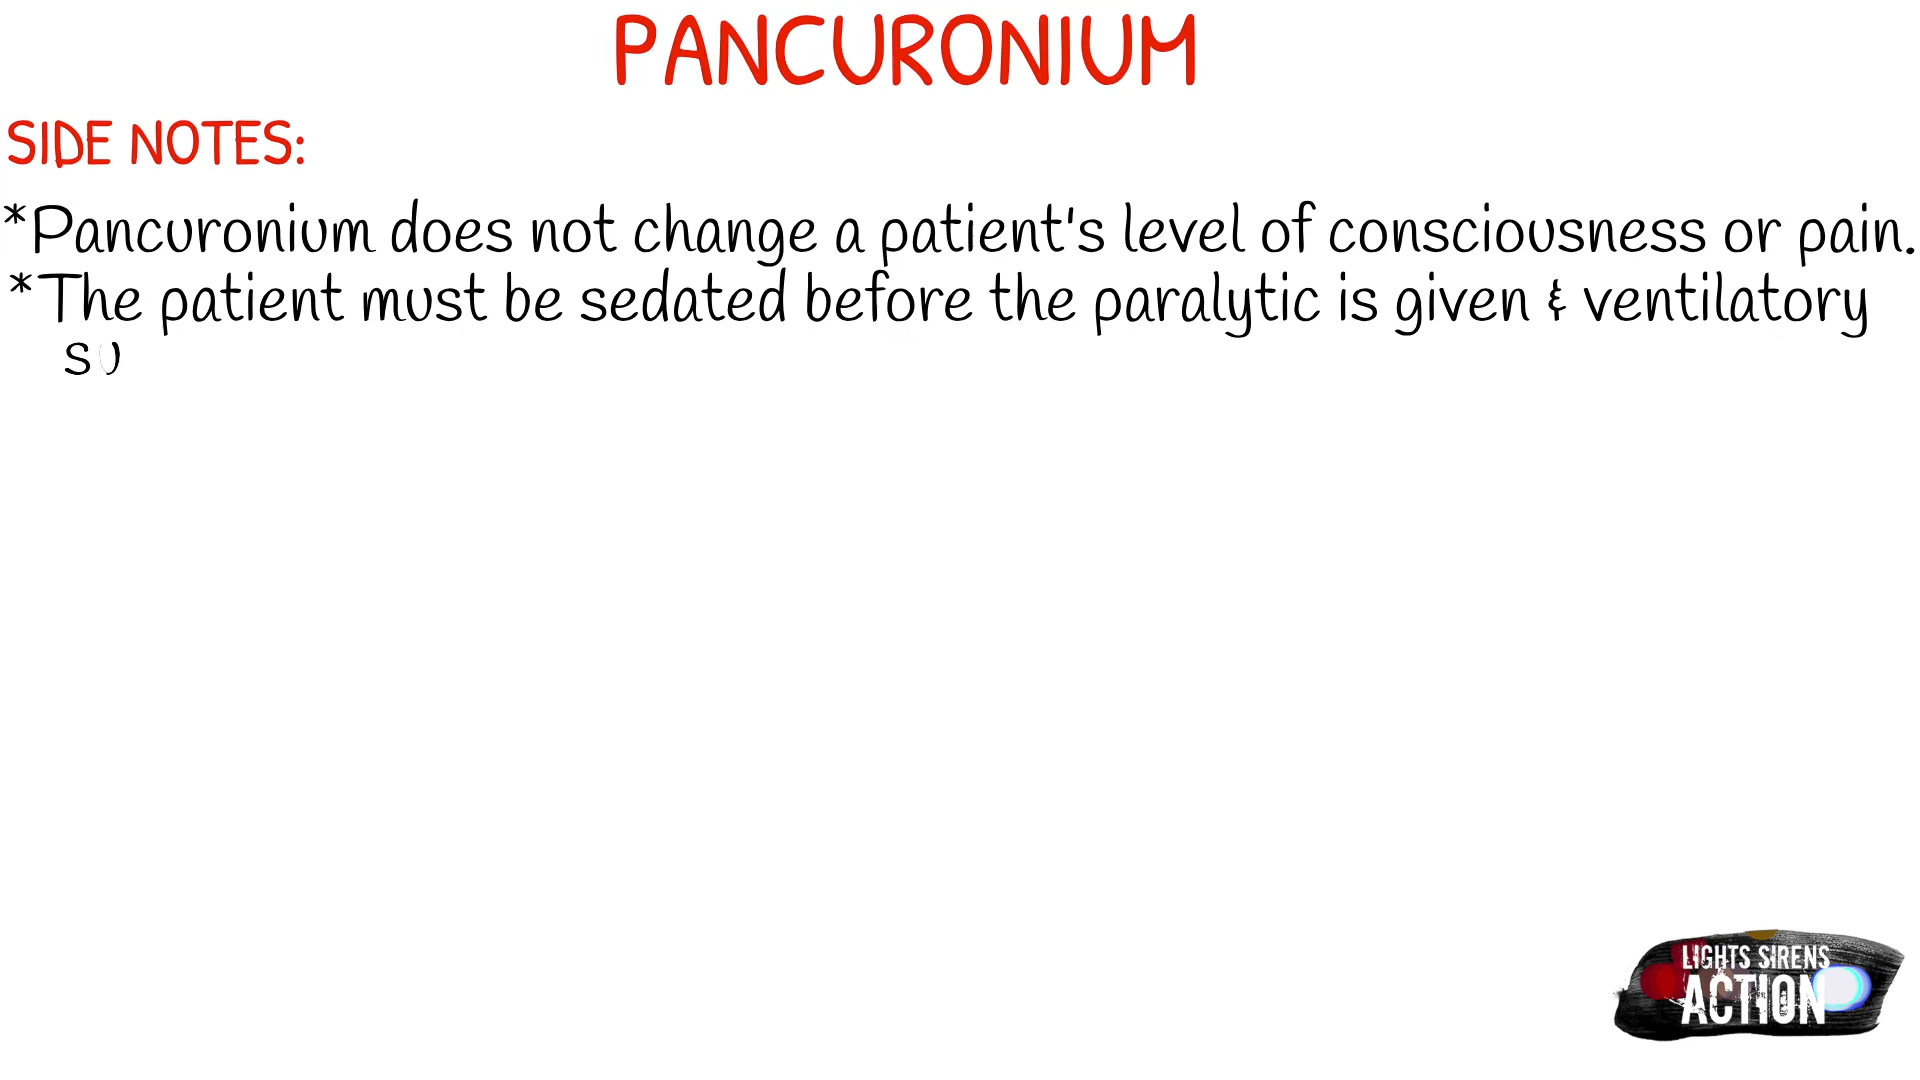 PANCURONIUM
SIDE NOTES:
*Pancuronium does not change a patient's level of consciousness or pain.
*The patient must be sedated before the paralytic is given & ventilatory
LIGHTS SIRENS
ACTION